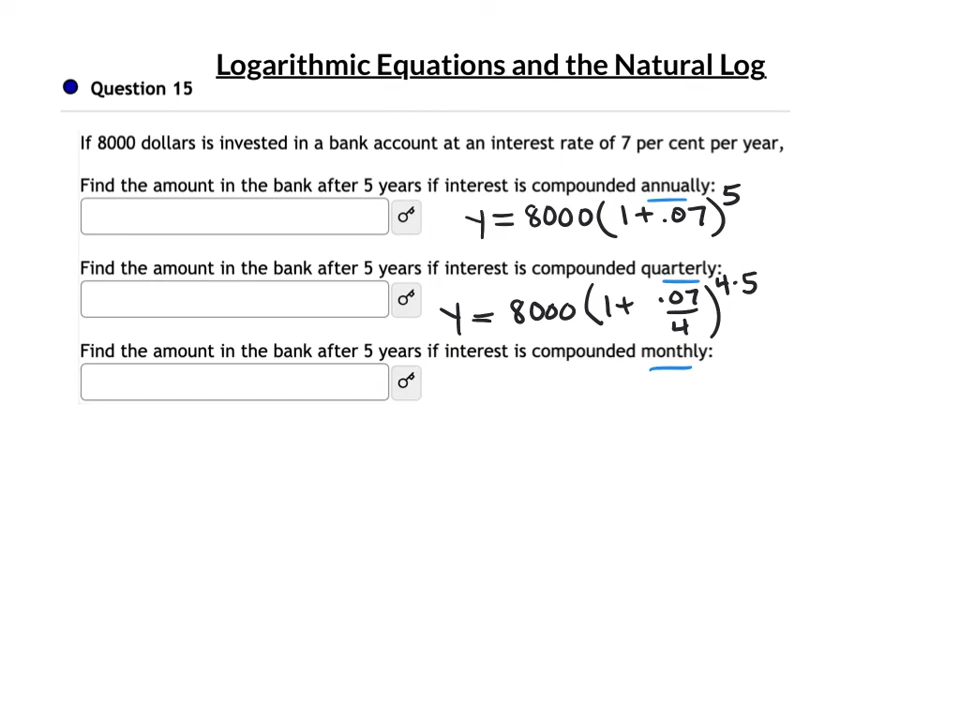 Logarithmic Equations and the Natural Log
Question 15
If 8000 dollars is invested in a bank account at an interest rate of 7 per cent per year,
Find the amount in the bank after 5 years if interest is compounded annually:
y = 8000(1 + .07)^5
Find the amount in the bank after 5 years if interest is compounded quarterly:
y = 8000(1 + .07/4)^4·5
Find the amount in the bank after 5 years if interest is compounded monthly: